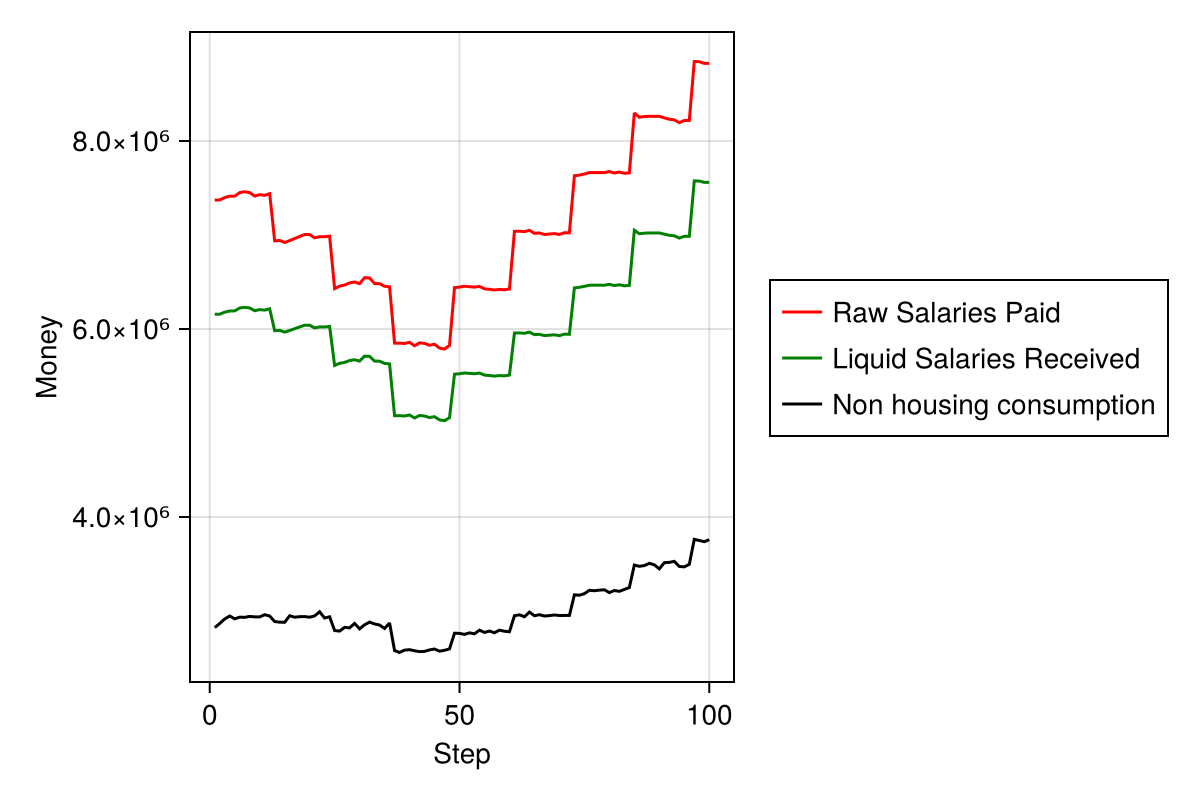 8.0×10⁶
6.0×10⁶
4.0×10⁶
Money
0
50
100
Step
Raw Salaries Paid
Liquid Salaries Received
Non housing consumption